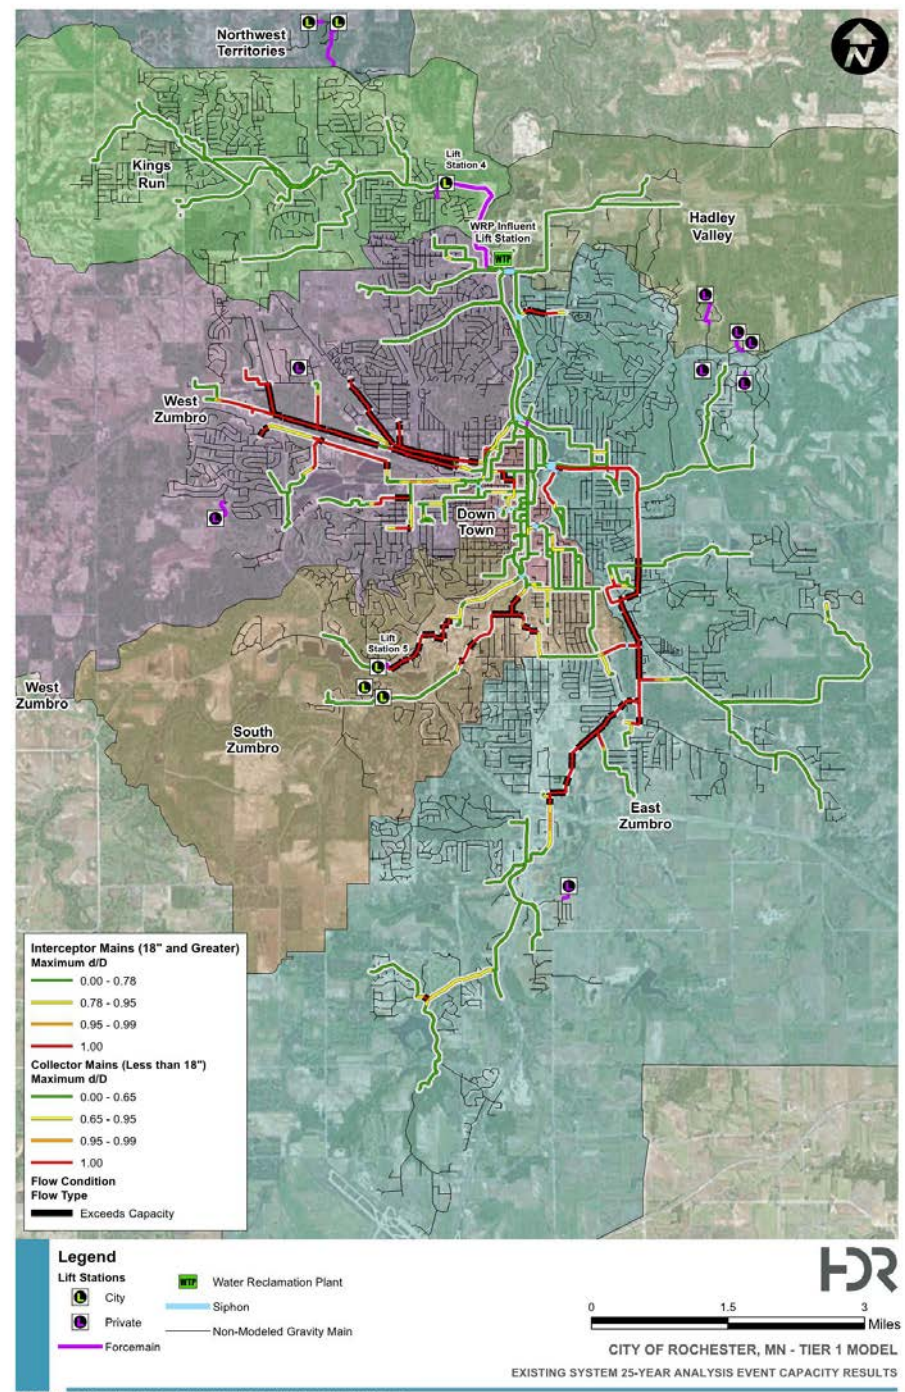 Northwest
Territories
Kings
Run
Lift
Station 4
WRP Influent
Lift Station
WTP
Hadley
Valley
West
Zumbro
Down
Town
Lift
Station 5
West
Zumbro
South
Zumbro
East
Zumbro
N
L
L
L
L
L
L
L
L
L
L
L
L
L
L
Interceptor Mains (18" and Greater)
Maximum d/D
0.00 - 0.78
0.78 - 0.95
0.95 - 0.99
1.00
Collector Mains (Less than 18")
Maximum d/D
0.00 - 0.65
0.65 - 0.95
0.95 - 0.99
1.00
Flow Condition
Flow Type
Exceeds Capacity
Legend
Lift Stations
L City
L Private
Forcemain
WTP Water Reclamation Plant
Siphon
Non-Modeled Gravity Main
HDR
0 1.5 3
Miles
CITY OF ROCHESTER, MN - TIER 1 MODEL
EXISTING SYSTEM 25-YEAR ANALYSIS EVENT CAPACITY RESULTS